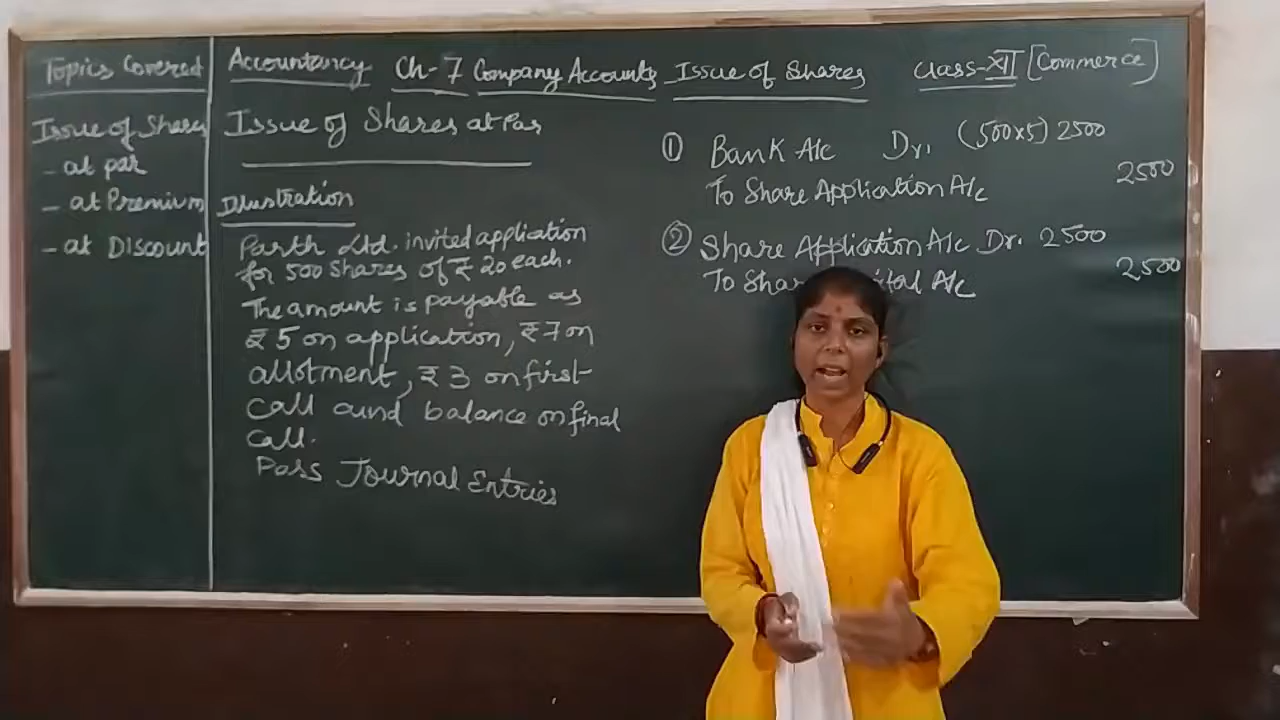 Topics Covered
Issue of Shares
- at par
- at Premium
- at Discount
Accountancy Ch-7 Company Accounts Issue of Shares Class-XII [Commerce]
Issue of Shares at Par
Illustration
Parth Ltd. invited application
for 500 Shares of ₹ 20 each.
The amount is payable as
₹ 5 on application, ₹ 7 on
allotment, ₹ 3 on first
Call aund balance on final
Call.
Pass Journal Entries
① Bank A/c Dr. (500x5) 2500
To Share Application A/c 2500
② Share Application A/c Dr. 2500
To Shar ital A/c 2500